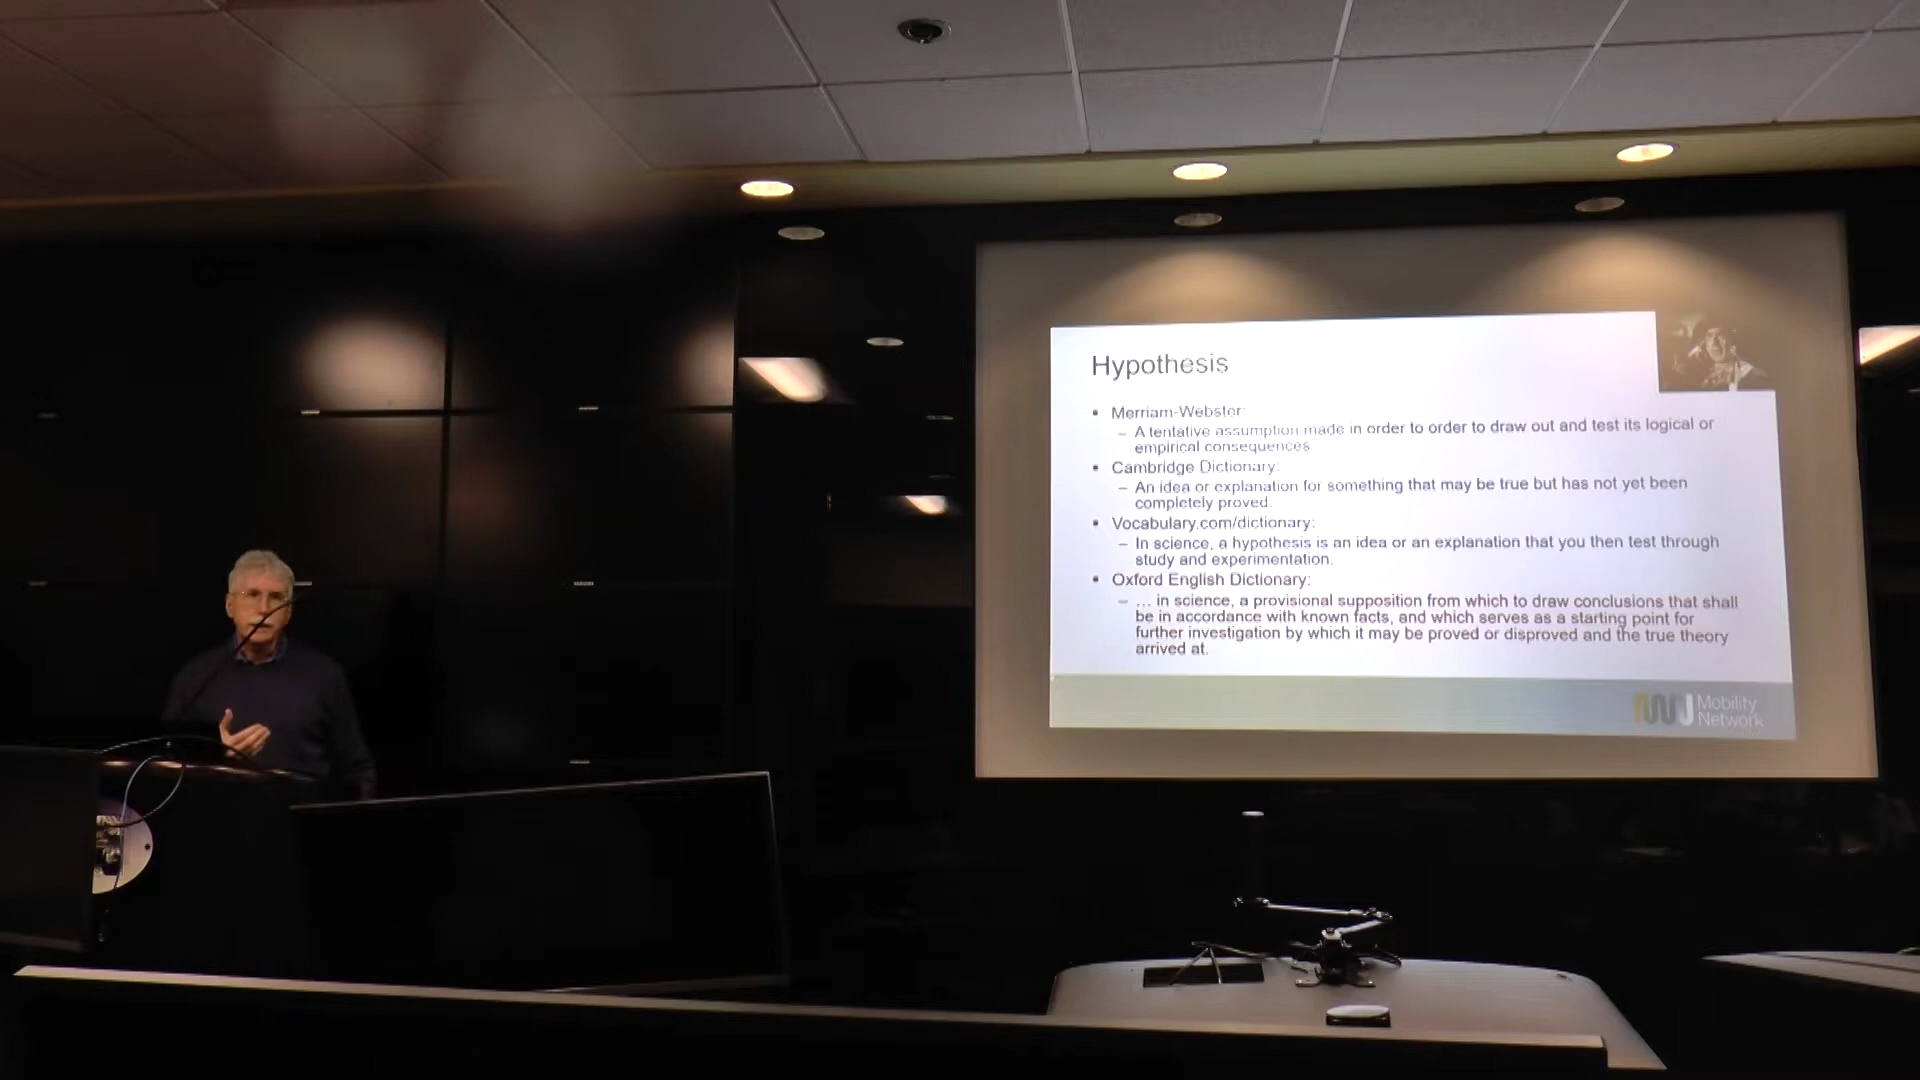 Hypothesis
• Merriam-Webster:
– A tentative assumption made in order to order to draw out and test its logical or
empirical consequences
• Cambridge Dictionary:
– An idea or explanation for something that may be true but has not yet been
completely proved.
• Vocabulary.com/dictionary:
– In science, a hypothesis is an idea or an explanation that you then test through
study and experimentation.
• Oxford English Dictionary:
– ... in science, a provisional supposition from which to draw conclusions that shall
be in accordance with known facts, and which serves as a starting point for
further investigation by which it may be proved or disproved and the true theory
arrived at.
Mobility
Network